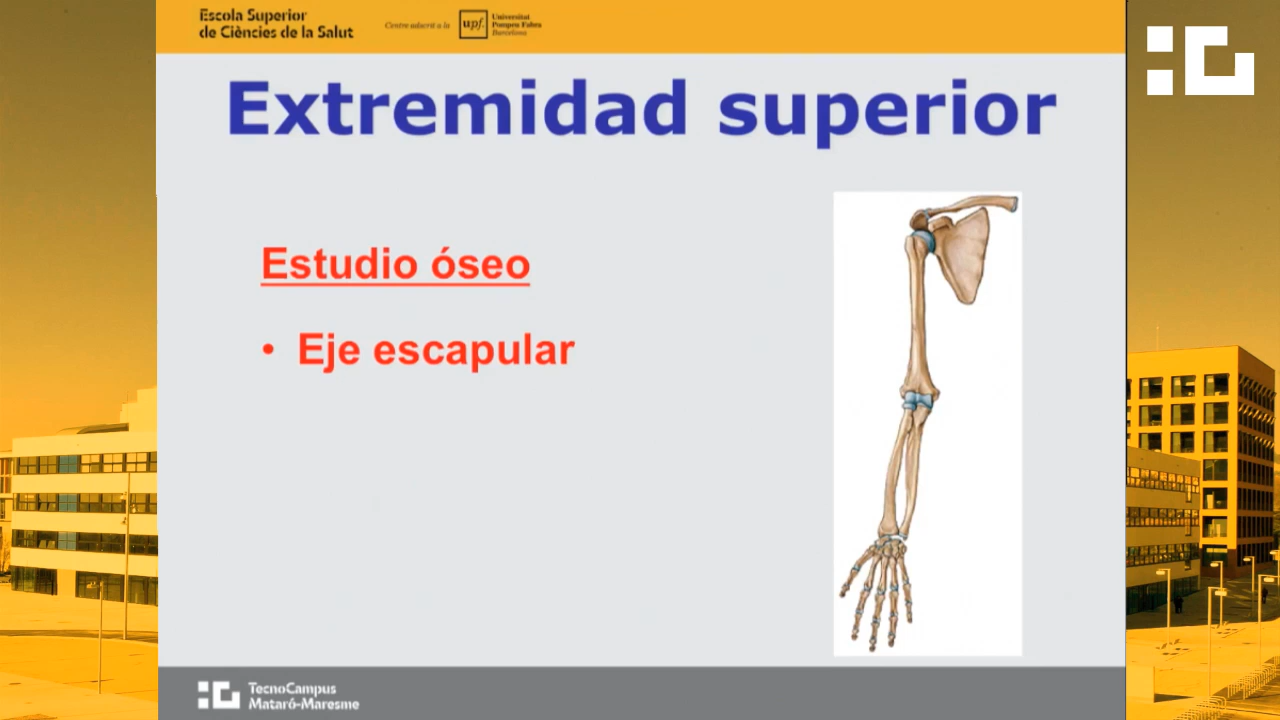 Escola Superior
de Ciències de la Salut
Centre adscrit a la
upf.
Universitat
Pompeu Fabra
Barcelona
Extremidad superior
Estudio óseo
• Eje escapular
TecnoCampus
Mataró-Maresme